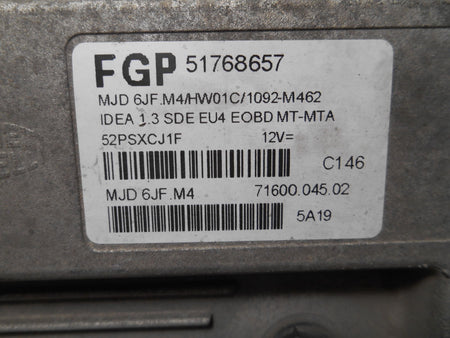 FGP 51768657
MJD 6JF.M4/HW01C/1092-M462
IDEA 1.3 SDE EU4 EOBD MT-MTA
52PSXCJ1F 12V=
C146
MJD 6JF.M4 71600.045.02
5A19